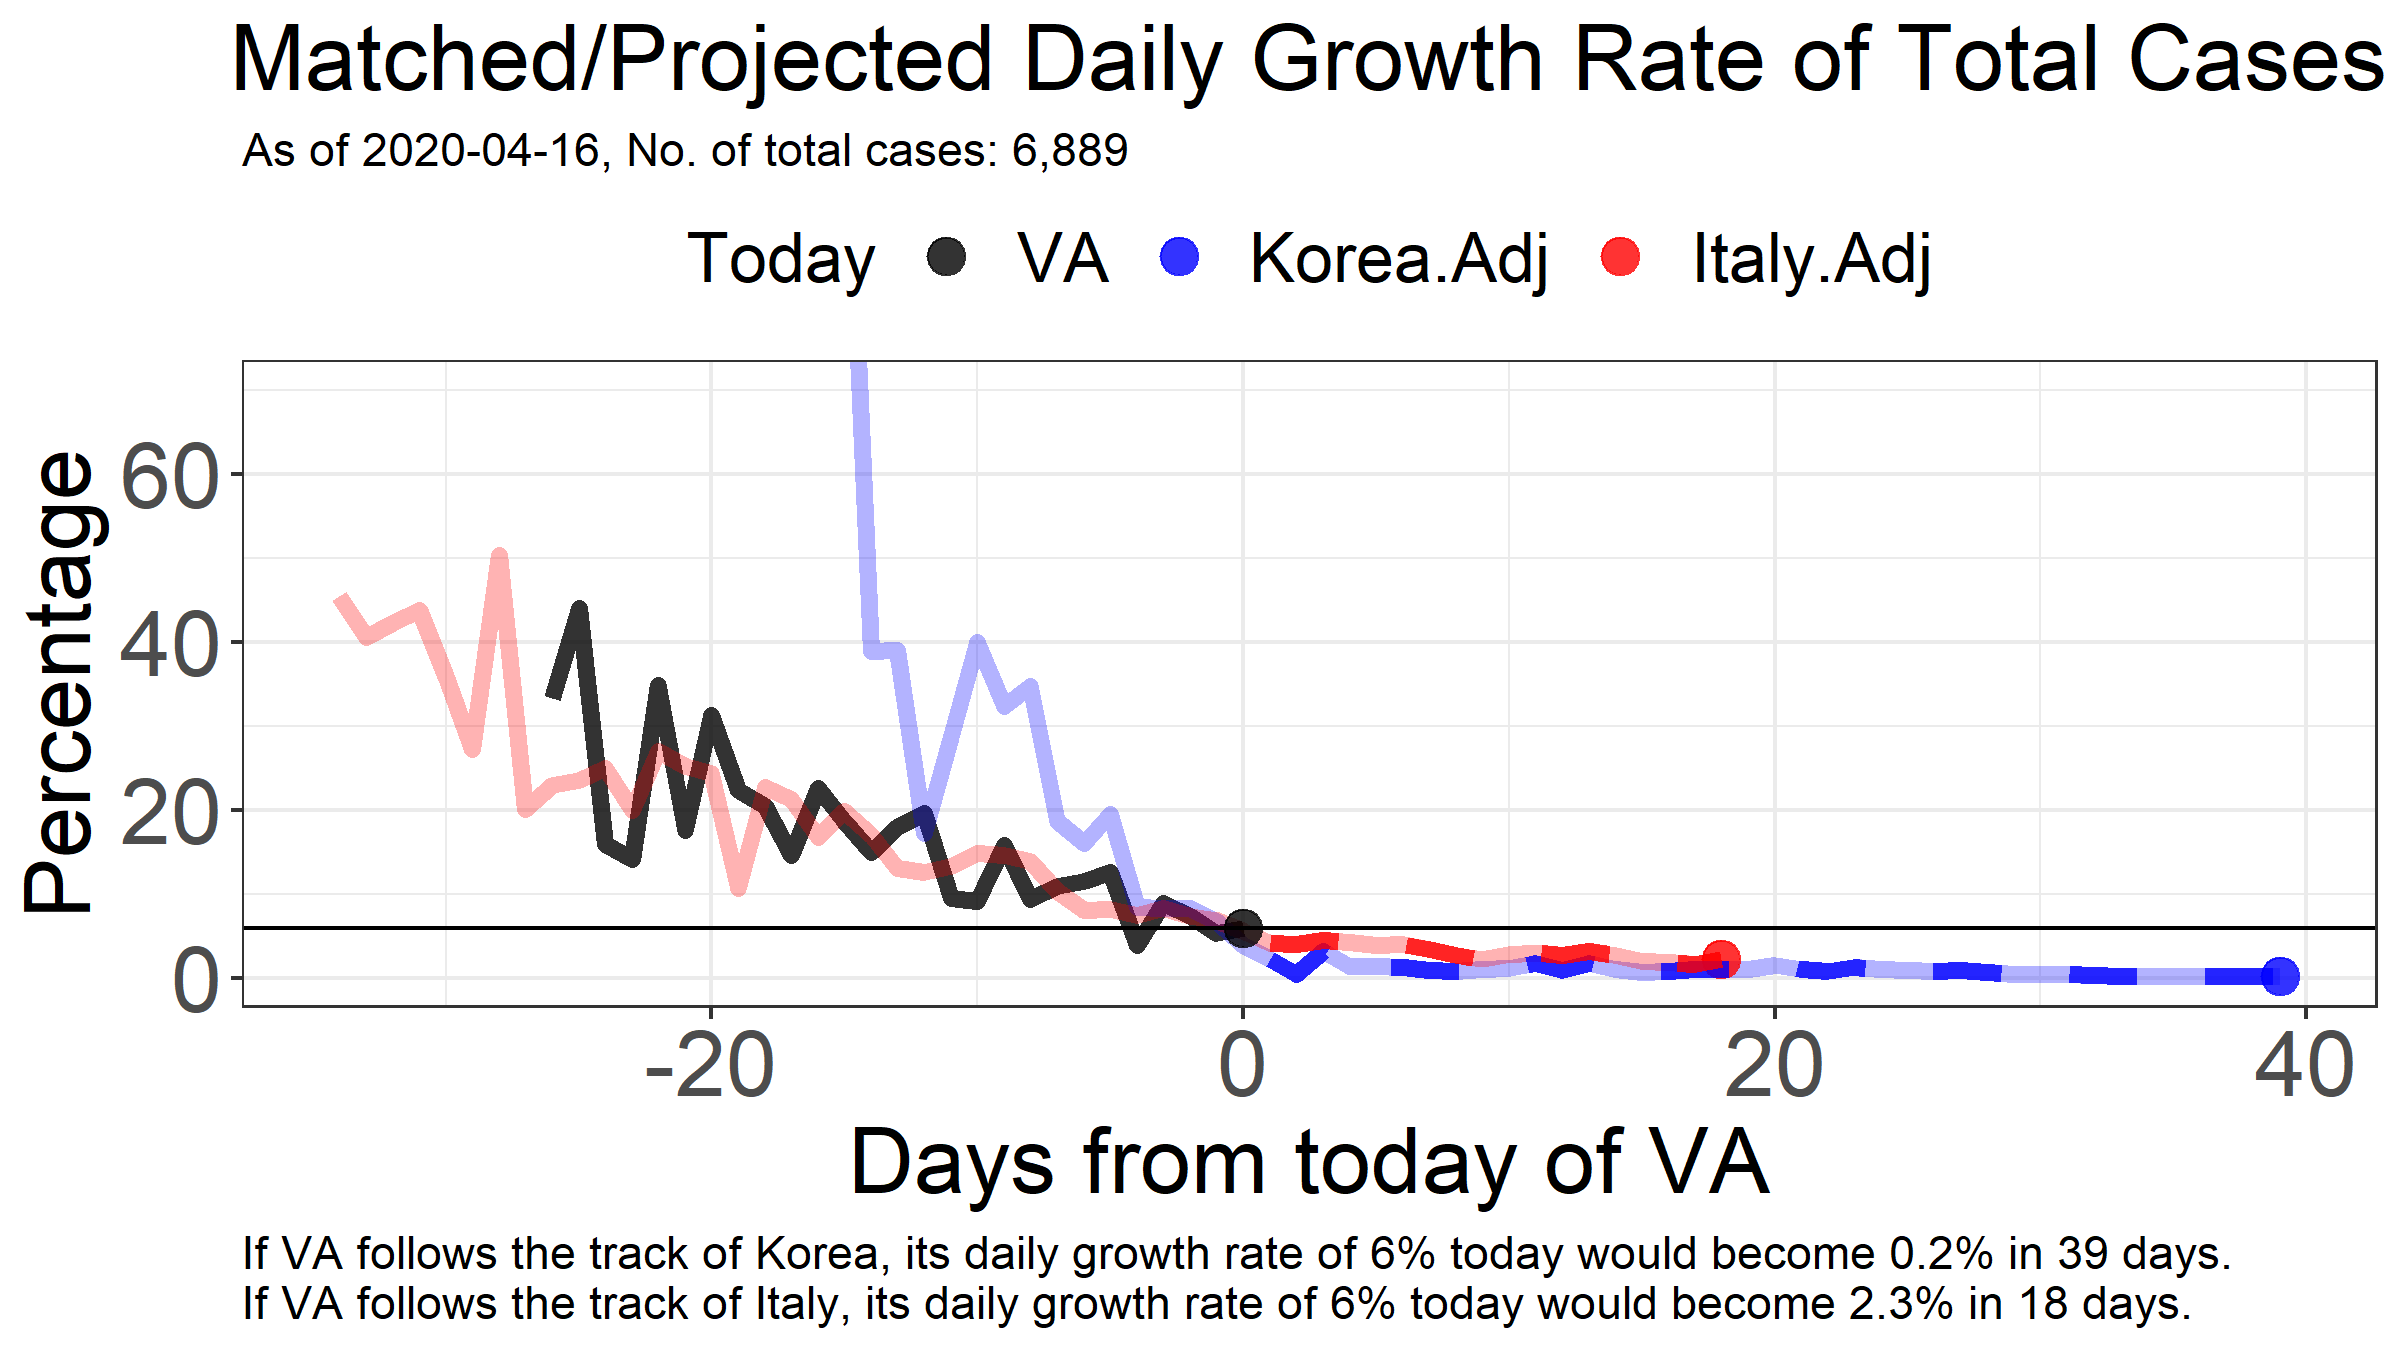 Matched/Projected Daily Growth Rate of Total Cases
As of 2020-04-16, No. of total cases: 6,889
Today VA Korea.Adj Italy.Adj
Percentage
60
40
20
0
-20 0 20 40
Days from today of VA
If VA follows the track of Korea, its daily growth rate of 6% today would become 0.2% in 39 days.
If VA follows the track of Italy, its daily growth rate of 6% today would become 2.3% in 18 days.